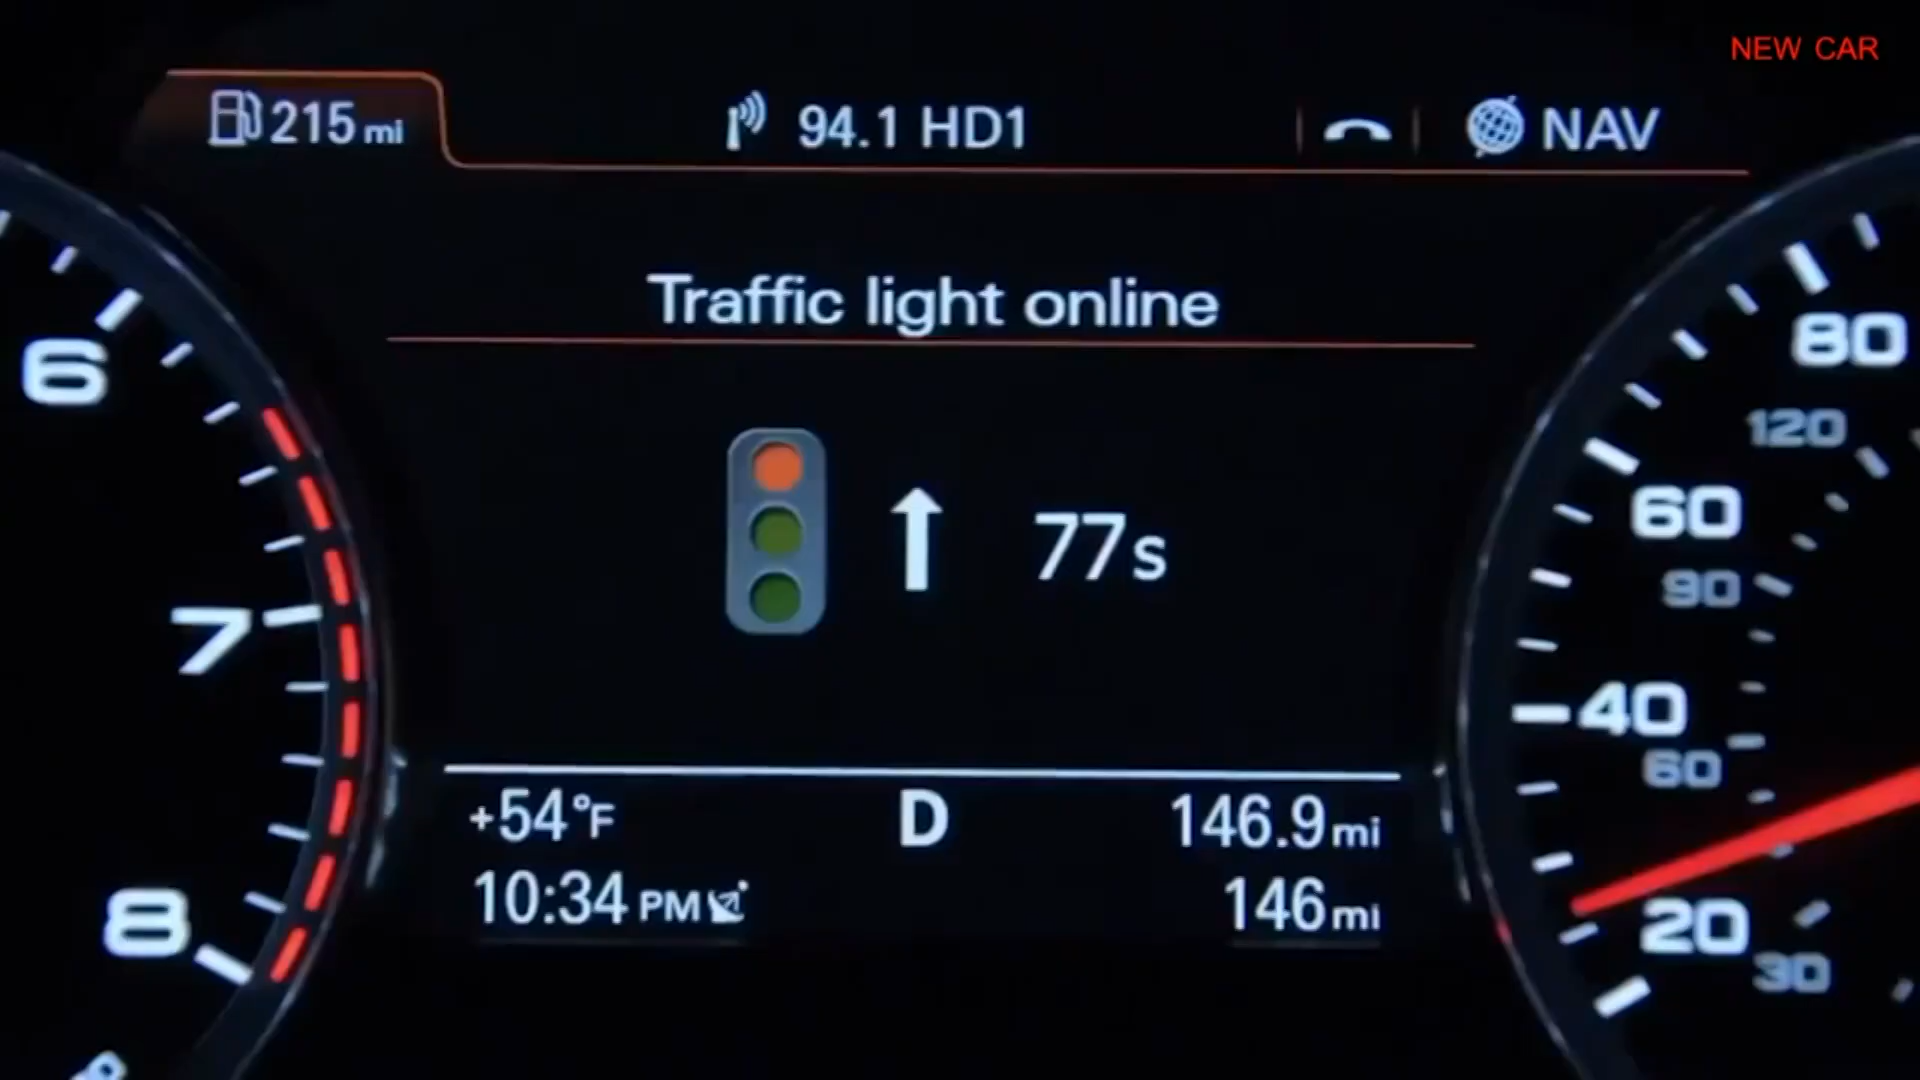 NEW CAR
215 mi
94.1 HD1
NAV
Traffic light online
77s
+54°F
D
146.9 mi
10:34 PM
146 mi
6
7
8
80
120
60
90
40
60
20
30